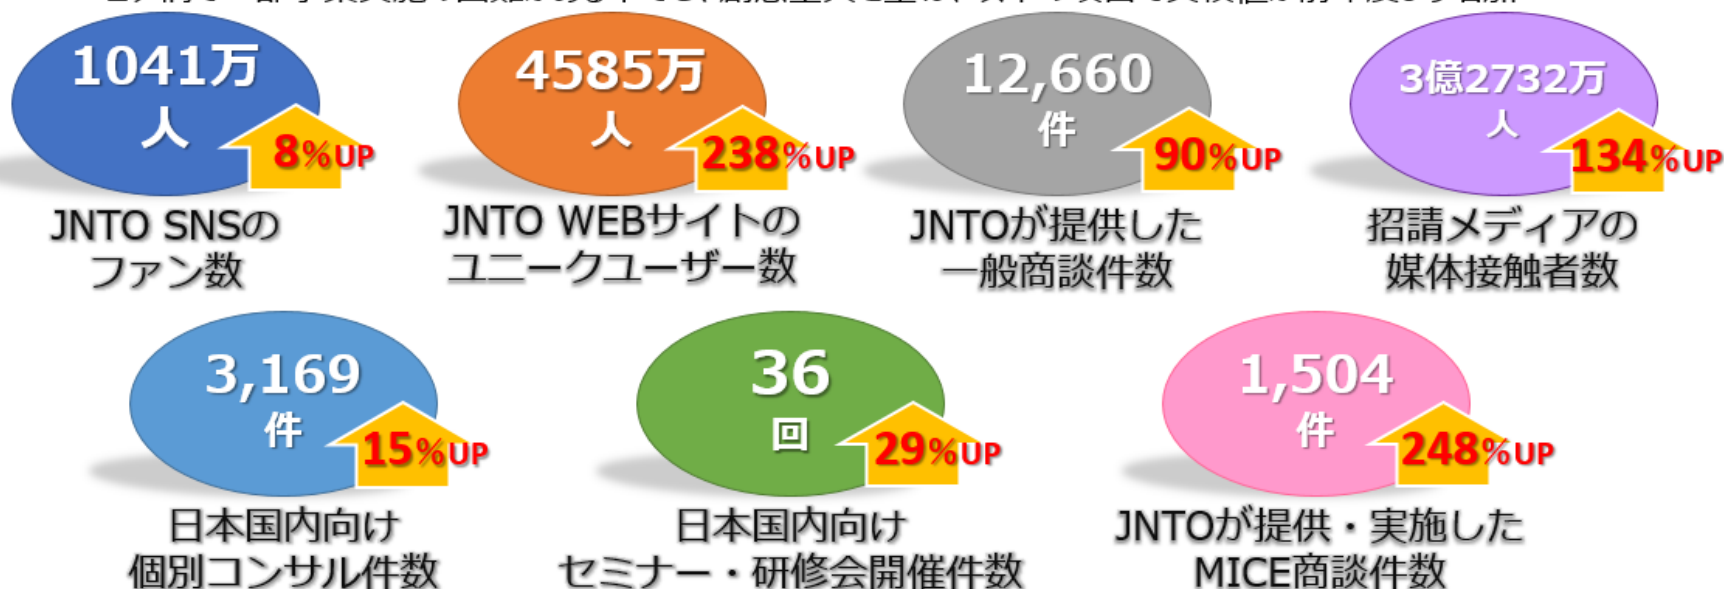 1041万
人
8%UP
JNTO SNSの
ファン数
4585万
人
238%UP
JNTO WEBサイトの
ユニークユーザー数
12,660
件
90%UP
JNTOが提供した
一般商談件数
3億2732万
人
134%UP
招請メディアの
媒体接触者数
3,169
件
15%UP
日本国内向け
個別コンサル件数
36
回
29%UP
日本国内向け
セミナー・研修会開催件数
1,504
件
248%UP
JNTOが提供・実施した
MICE商談件数